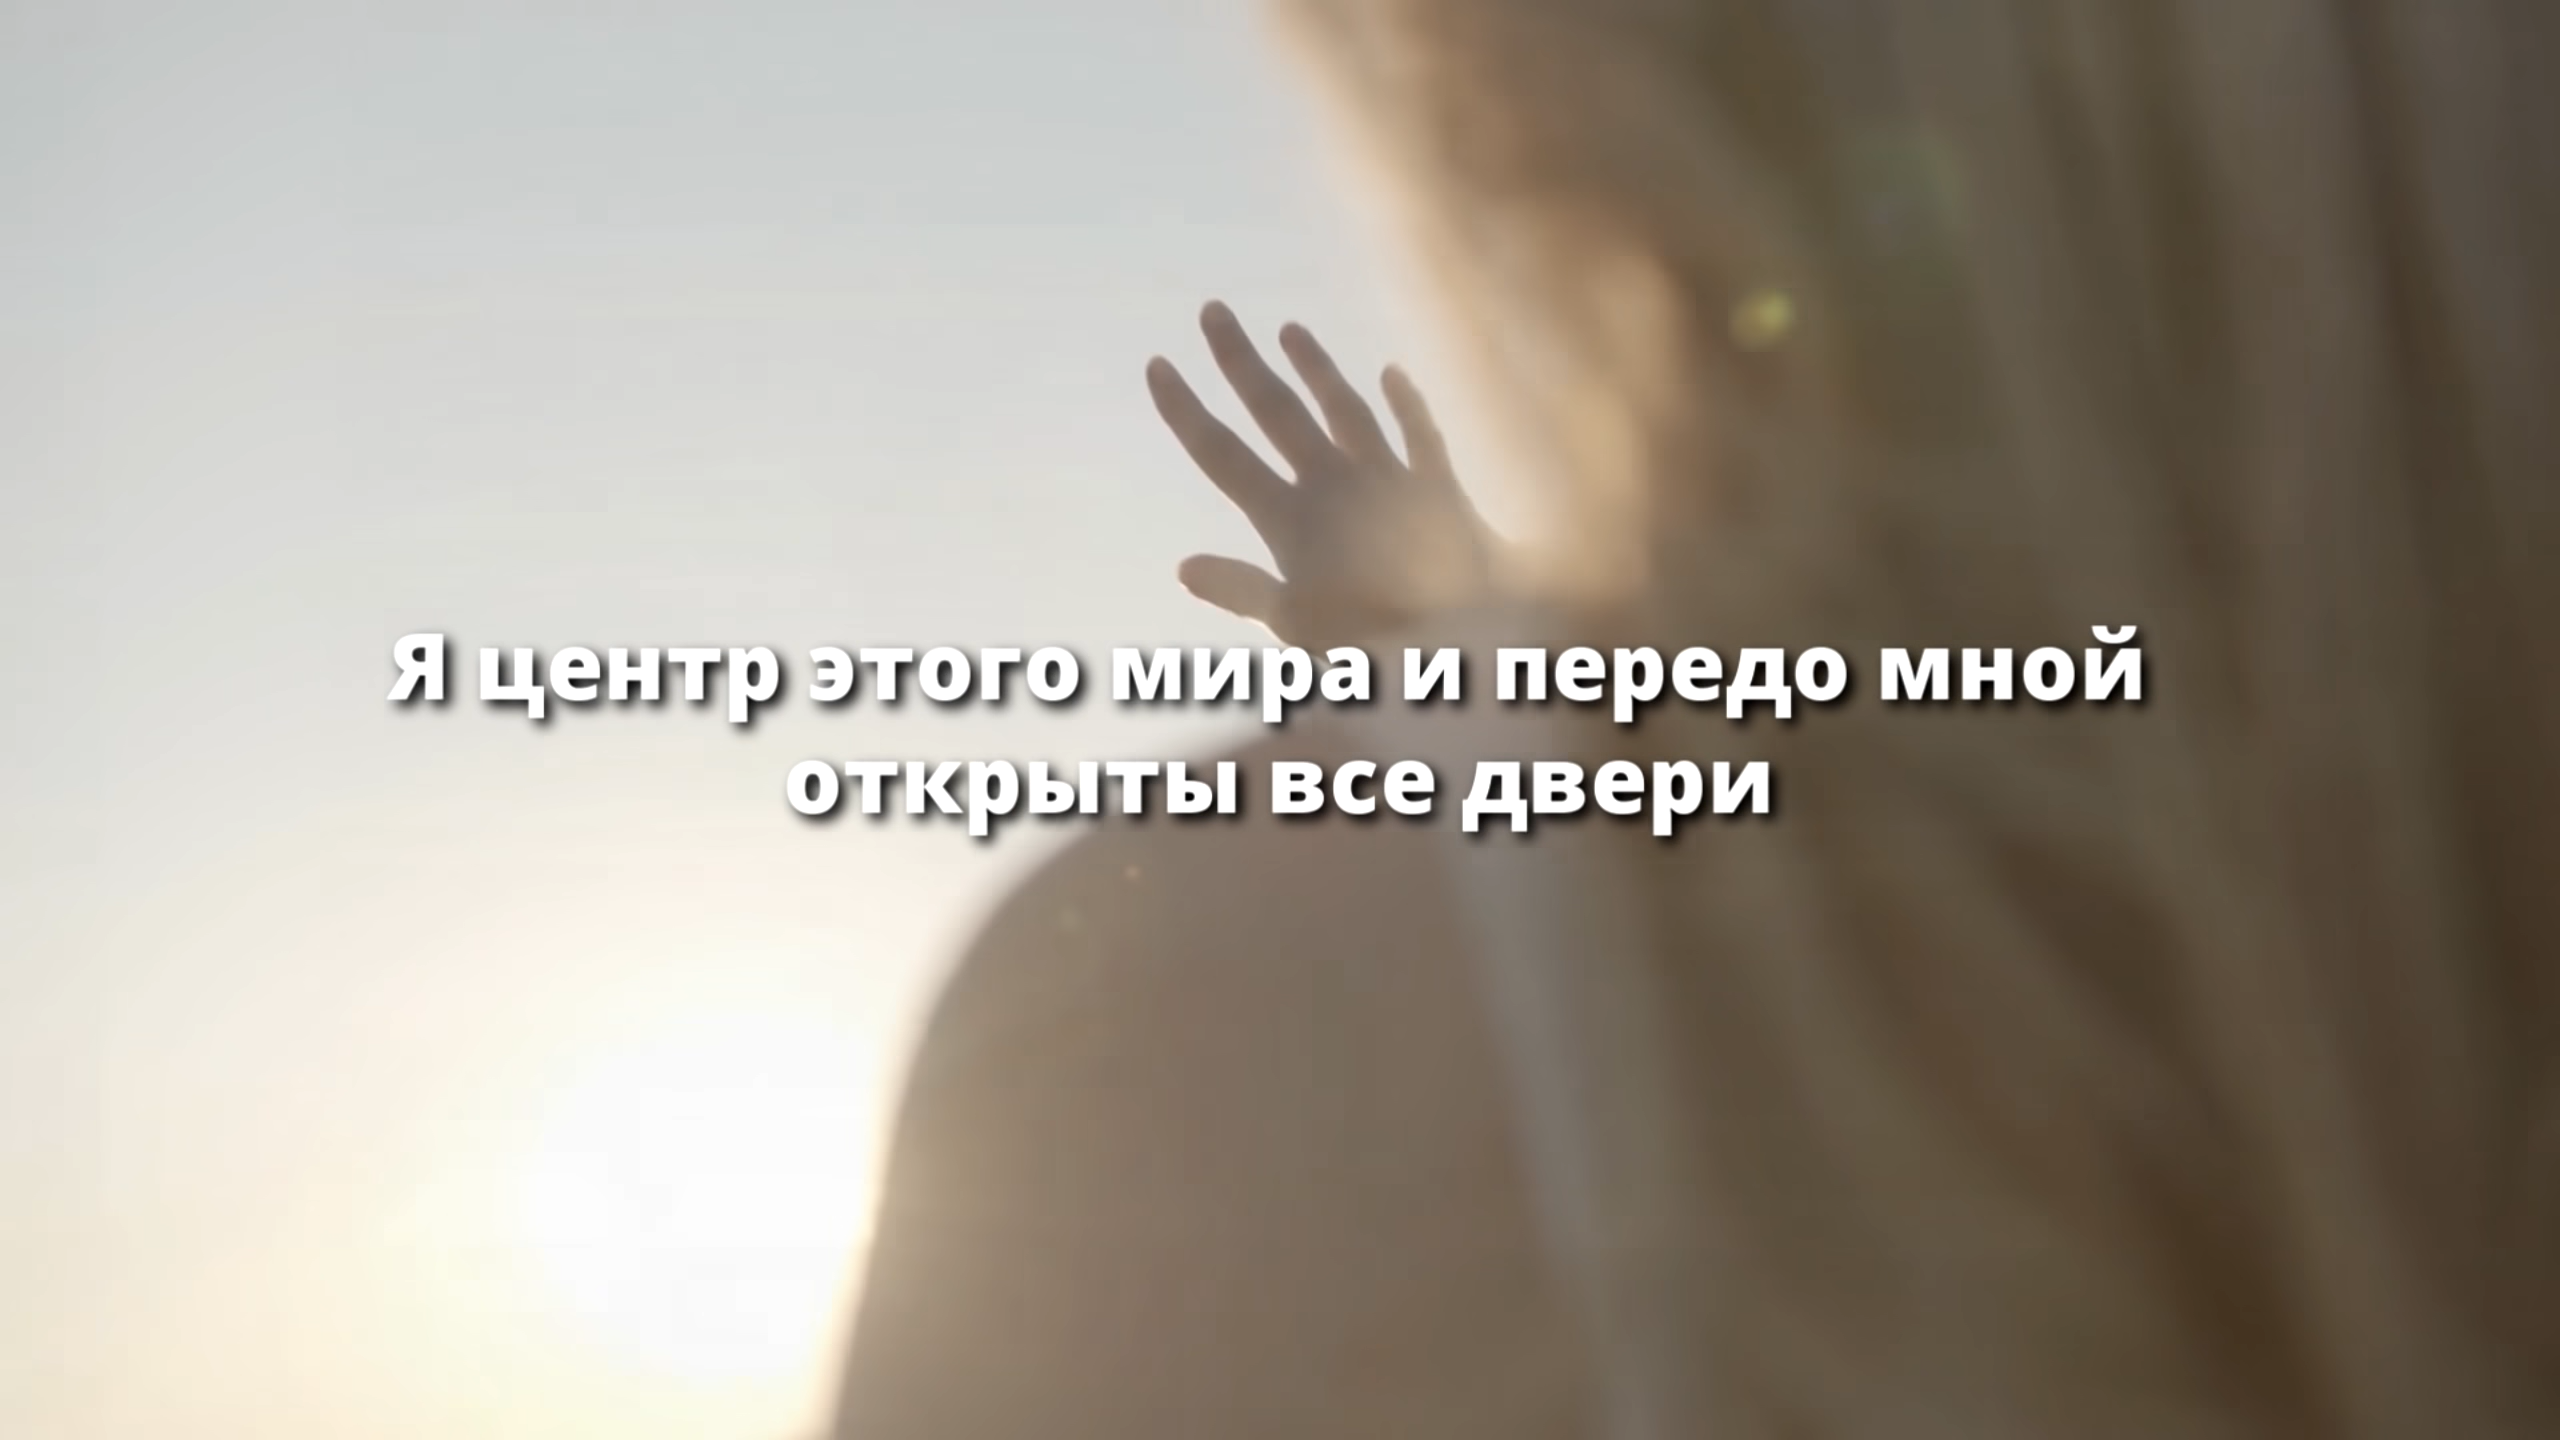 Я центр этого мира и передо мной
открыты все двери